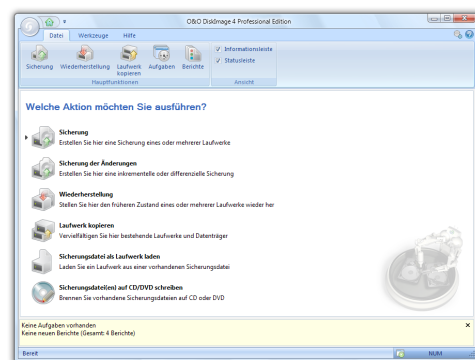 O&O DiskImage 4 Professional Edition
Datei Werkzeuge Hilfe
Sicherung Wiederherstellung Laufwerk kopieren Aufgaben Berichte
Informationsleiste
Statusleiste
Hauptfunktionen Ansicht
Welche Aktion möchten Sie ausführen?
Sicherung
Erstellen Sie hier eine Sicherung eines oder mehrerer Laufwerke
Sicherung der Änderungen
Erstellen Sie hier eine inkrementelle oder differenzielle Sicherung
Wiederherstellung
Stellen Sie hier den früheren Zustand eines oder mehrerer Laufwerke wieder her
Laufwerk kopieren
Vervielfältigen Sie hier bestehende Laufwerke und Datenträger
Sicherungsdatei als Laufwerk laden
Laden Sie ein Laufwerk aus einer vorhandenen Sicherungsdatei
Sicherungsdatei(en) auf CD/DVD schreiben
Brennen Sie vorhandene Sicherungsdateien auf CD oder DVD
Keine Aufgaben vorhanden
Keine neuen Berichte (Gesamt: 4 Berichte)
Bereit NUM